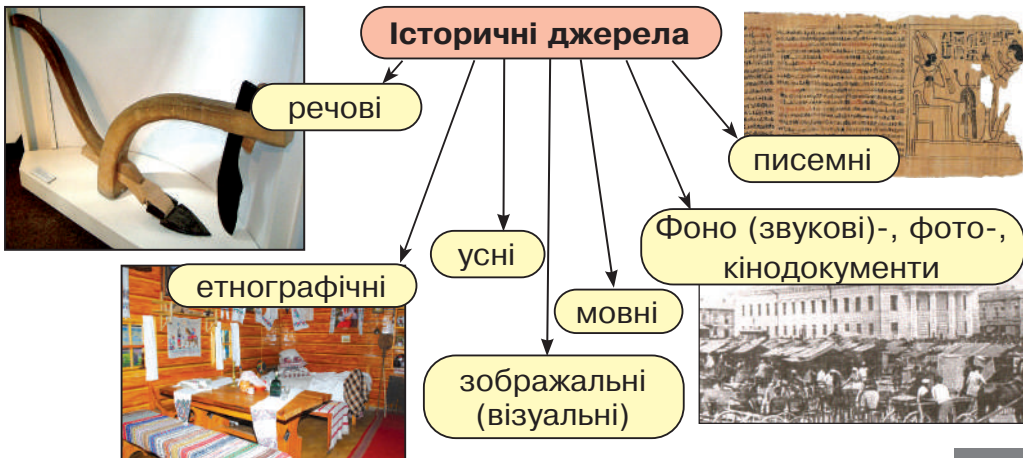 Історичні джерела
речові
писемні
Фоно (звукові)-, фото-,
кінодокументи
усні
етнографічні
мовні
зображальні
(візуальні)